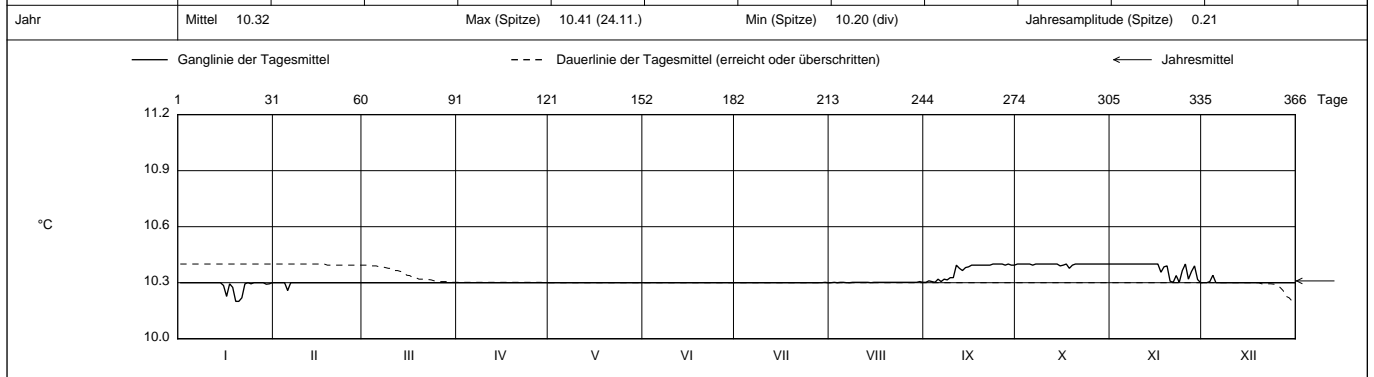 Jahr Mittel 10.32 Max (Spitze) 10.41 (24.11.) Min (Spitze) 10.20 (div) Jahresamplitude (Spitze) 0.21
Ganglinie der Tagesmittel Dauerlinie der Tagesmittel (erreicht oder überschritten) Jahresmittel
1 31 60 91 121 152 182 213 244 274 305 335 366 Tage
11.2
10.9
°C
10.6
10.3
10.0
I II III IV V VI VII VIII IX X XI XII